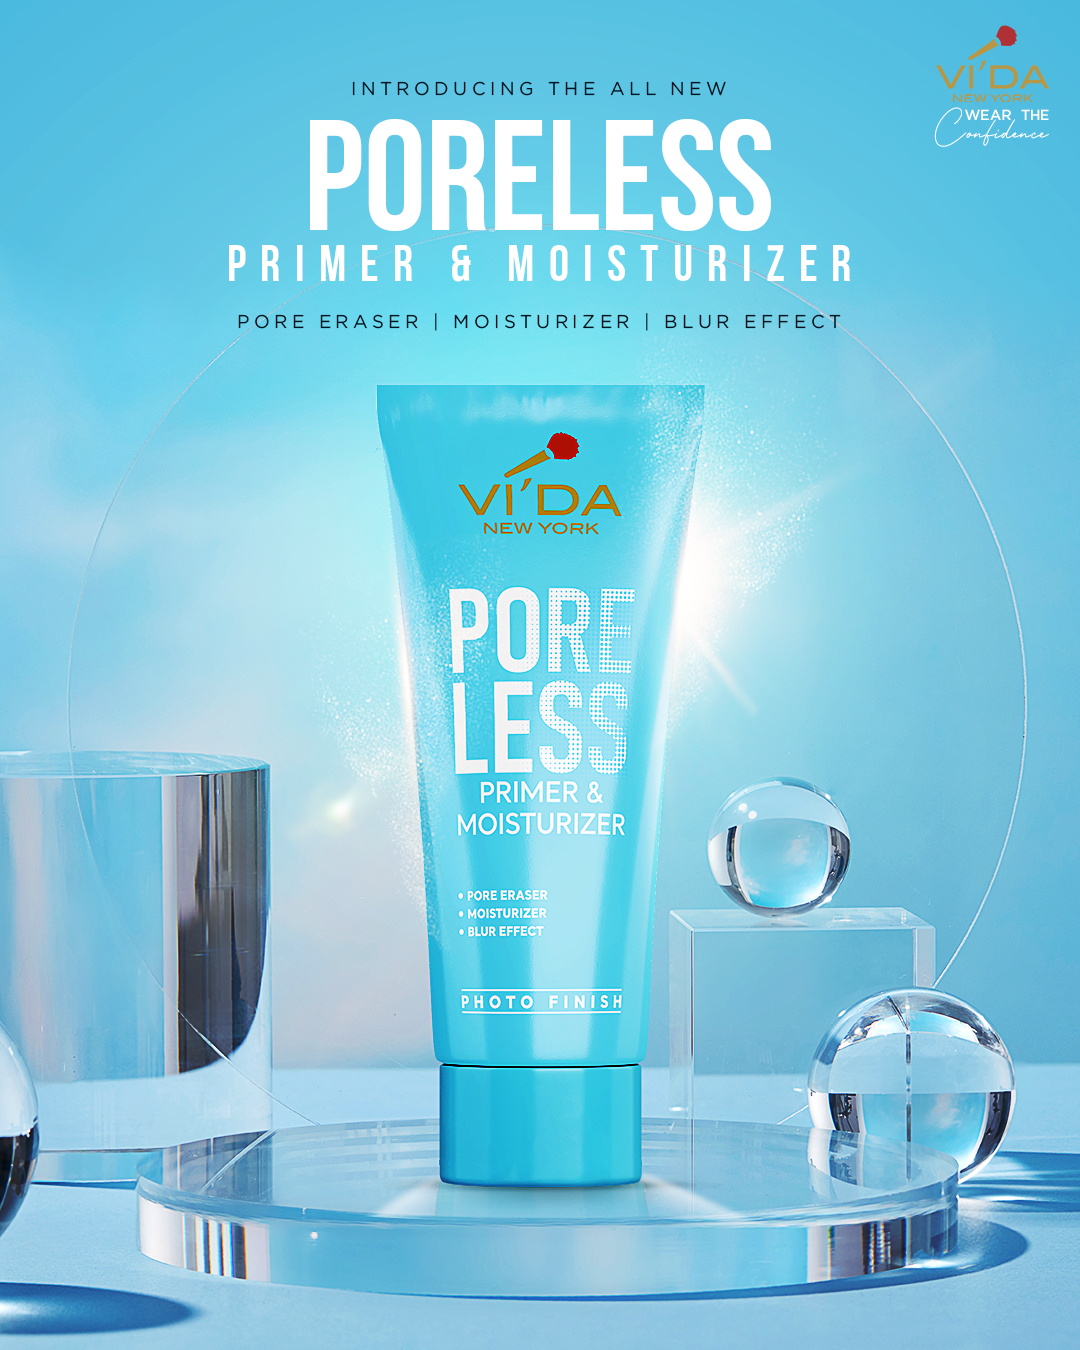 INTRODUCING THE ALL NEW
PORELESS
PRIMER & MOISTURIZER
PORE ERASER | MOISTURIZER | BLUR EFFECT
VI'DA
NEW YORK
WEAR THE
Confidence
VI'DA
NEW YORK
PORE
LESS
PRIMER &
MOISTURIZER
• PORE ERASER
• MOISTURIZER
• BLUR EFFECT
PHOTO FINISH